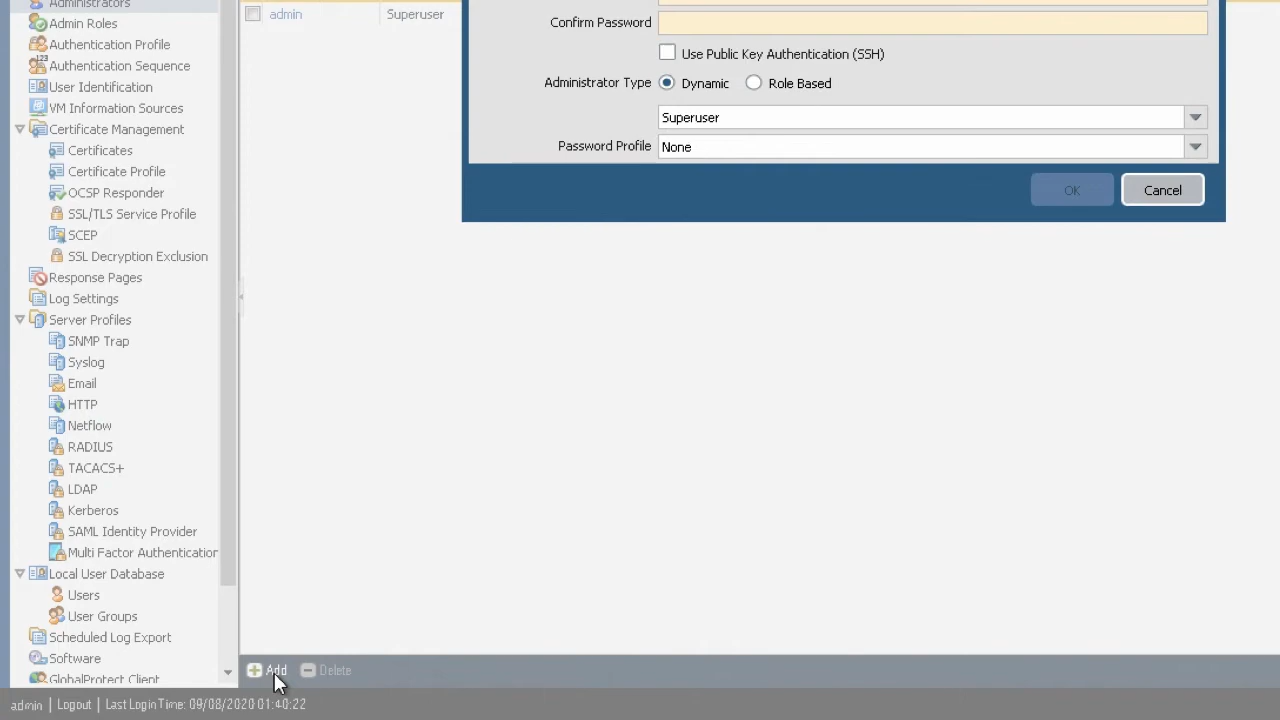 Administrators
Admin Roles
Authentication Profile
Authentication Sequence
User Identification
VM Information Sources
Certificate Management
Certificates
Certificate Profile
OCSP Responder
SSL/TLS Service Profile
SCEP
SSL Decryption Exclusion
Response Pages
Log Settings
Server Profiles
SNMP Trap
Syslog
Email
HTTP
Netflow
RADIUS
TACACS+
LDAP
Kerberos
SAML Identity Provider
Multi Factor Authentication
Local User Database
Users
User Groups
Scheduled Log Export
Software
GlobalProtect Client
admin Superuser
Confirm Password
Use Public Key Authentication (SSH)
Administrator Type Dynamic Role Based
Superuser
Password Profile None
OK Cancel
Add Delete
admin | Logout | Last Login Time: 09/08/2020 01:40:22